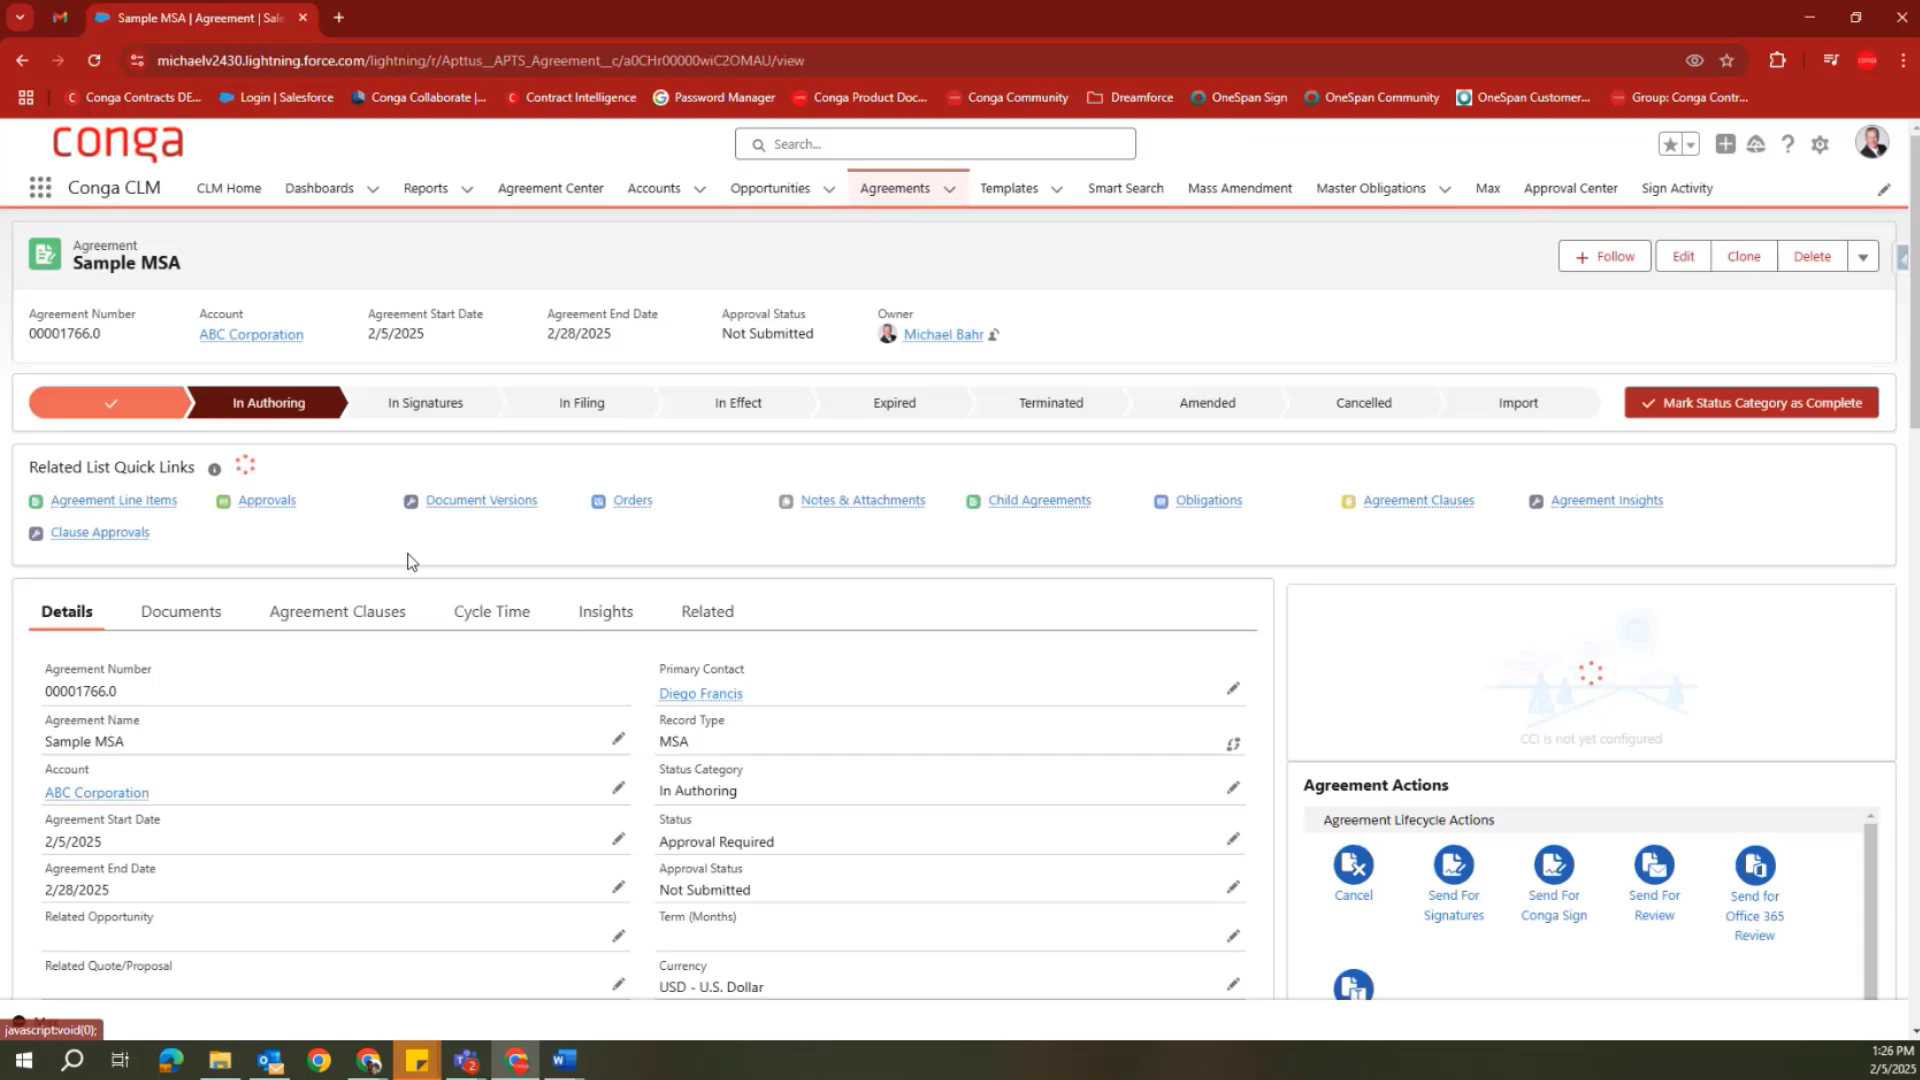 Sample MSA | Agreement | Sale
michaelv2430.lightning.force.com/lightning/r/Apttus__APTS_Agreement__c/a0CHr00000wiC2OMAU/view
Conga Contracts DE... Login | Salesforce Conga Collaborate |... Contract Intelligence Password Manager Conga Product Doc... Conga Community Dreamforce OneSpan Sign OneSpan Community OneSpan Customer... Group: Conga Contr...
conga
Search...
Conga CLM CLM Home Dashboards Reports Agreement Center Accounts Opportunities Agreements Templates Smart Search Mass Amendment Master Obligations Max Approval Center Sign Activity
Agreement
Sample MSA
Follow Edit Clone Delete
Agreement Number Account Agreement Start Date Agreement End Date Approval Status Owner
00001766.0 ABC Corporation 2/5/2025 2/28/2025 Not Submitted Michael Bahr
In Authoring In Signatures In Filing In Effect Expired Terminated Amended Cancelled Import Mark Status Category as Complete
Related List Quick Links
Agreement Line Items Approvals Document Versions Orders Notes & Attachments Child Agreements Obligations Agreement Clauses Agreement Insights
Clause Approvals
Details Documents Agreement Clauses Cycle Time Insights Related
Agreement Number Primary Contact
00001766.0 Diego Francis
Agreement Name Record Type
Sample MSA MSA
Account Status Category
ABC Corporation In Authoring
Agreement Start Date Status
2/5/2025 Approval Required
Agreement End Date Approval Status
2/28/2025 Not Submitted
Related Opportunity Term (Months)
Related Quote/Proposal Currency
USD - U.S. Dollar
CCI is not yet configured
Agreement Actions
Agreement Lifecycle Actions
Cancel Send For Signatures Send For Conga Sign Send For Review Send for Office 365 Review
javascript:void(0);
1:26 PM
2/5/2025